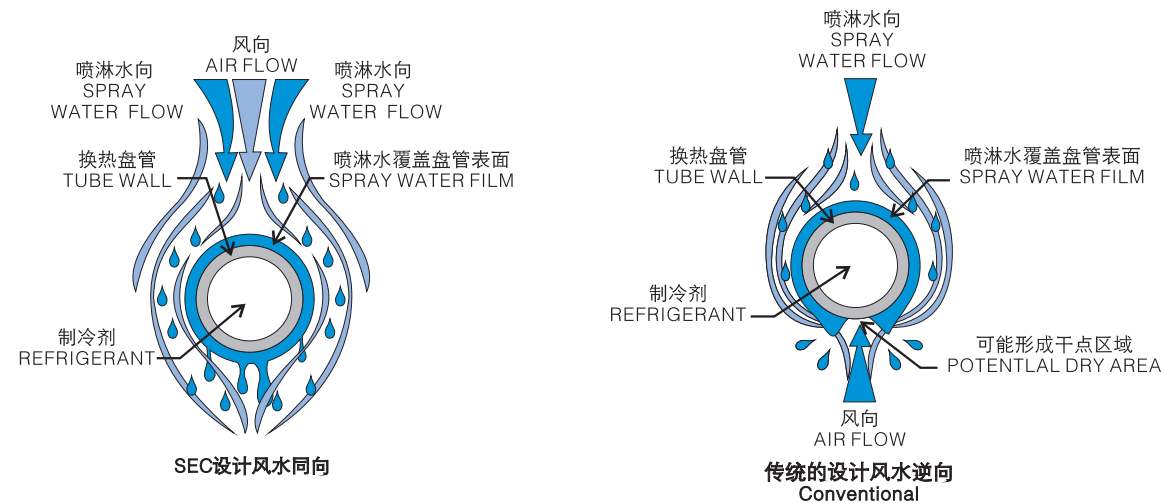 风向
AIR FLOW
喷淋水向
SPRAY
WATER FLOW
喷淋水向
SPRAY
WATER FLOW
换热盘管
TUBE WALL
喷淋水覆盖盘管表面
SPRAY WATER FILM
制冷剂
REFRIGERANT
SEC设计风水同向
喷淋水向
SPRAY
WATER FLOW
换热盘管
TUBE WALL
喷淋水覆盖盘管表面
SPRAY WATER FILM
制冷剂
REFRIGERANT
可能形成干点区域
POTENTLAL DRY AREA
风向
AIR FLOW
传统的设计风水逆向
Conventional